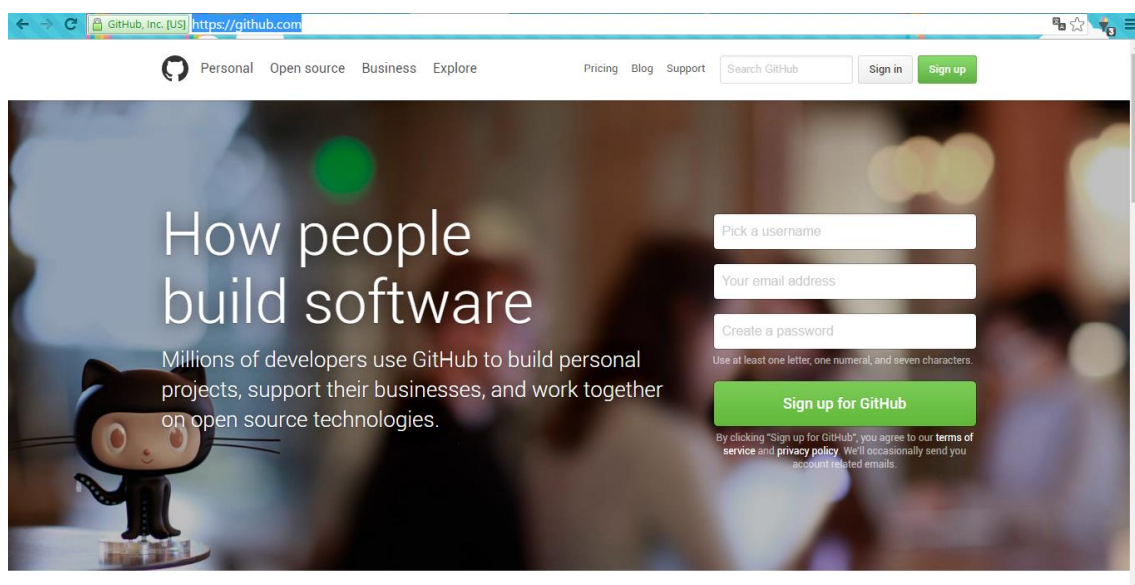 GitHub, Inc. [US] https://github.com
3
Personal Open source Business Explore Pricing Blog Support Search GitHub Sign in Sign up
How people
build software
Millions of developers use GitHub to build personal
projects, support their businesses, and work together
on open source technologies.
Pick a username
Your email address
Create a password
Use at least one letter, one numeral, and seven characters.
Sign up for GitHub
By clicking "Sign up for GitHub", you agree to our terms of
service and privacy policy. We'll occasionally send you
account related emails.